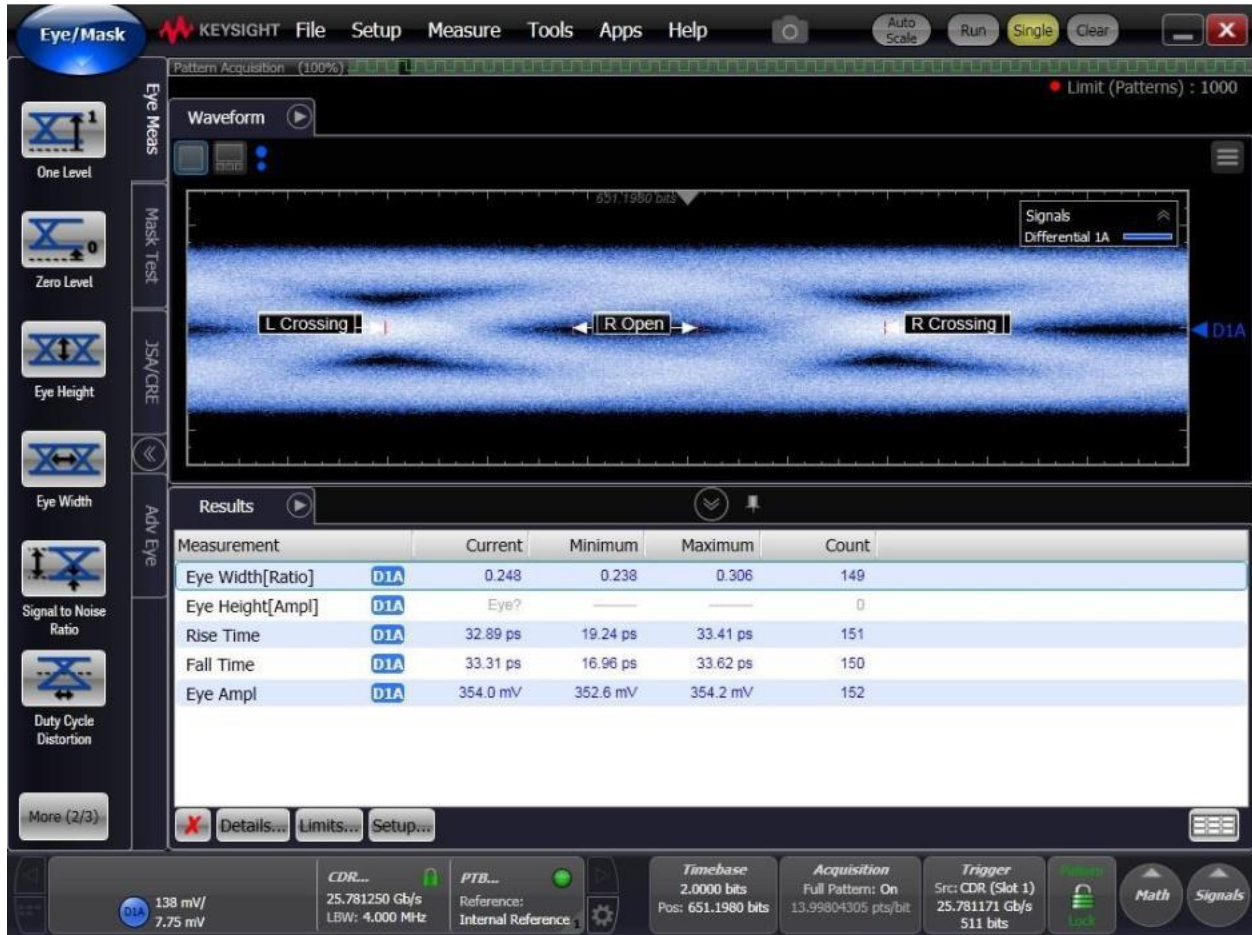 Eye/Mask
KEYSIGHT File Setup Measure Tools Apps Help
Auto Scale
Run
Single
Clear
X
Pattern Acquisition (100%)
Limit (Patterns) : 1000
Eye Meas
Mask Test
JSA/CRE
Adv Eye
1
One Level
0
Zero Level
Eye Height
Eye Width
Signal to Noise
Ratio
Duty Cycle
Distortion
More (2/3)
Waveform
651.1980 bits
Signals
Differential 1A
L Crossing
R Open
R Crossing
D1A
Results
Measurement Current Minimum Maximum Count
Eye Width[Ratio] D1A 0.248 0.238 0.306 149
Eye Height[Ampl] D1A Eye? 0
Rise Time D1A 32.89 ps 19.24 ps 33.41 ps 151
Fall Time D1A 33.31 ps 16.96 ps 33.62 ps 150
Eye Ampl D1A 354.0 mV 352.6 mV 354.2 mV 152
Details... Limits... Setup...
D1A
138 mV/
7.75 mV
CDR...
25.781250 Gb/s
LBW: 4.000 MHz
PTB...
Reference:
Internal Reference
1
Timebase
2.0000 bits
Pos: 651.1980 bits
Acquisition
Full Pattern: On
13.99804305 pts/bit
Trigger
Src: CDR (Slot 1)
25.781171 Gb/s
511 bits
Pattern
Lock
Math
Signals